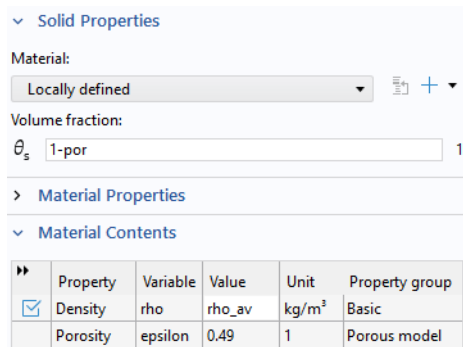 Solid Properties
Material:
Locally defined
Volume fraction:
θs 1-por 1
Material Properties
Material Contents
Property Variable Value Unit Property group
Density rho rho_av kg/m³ Basic
Porosity epsilon 0.49 1 Porous model